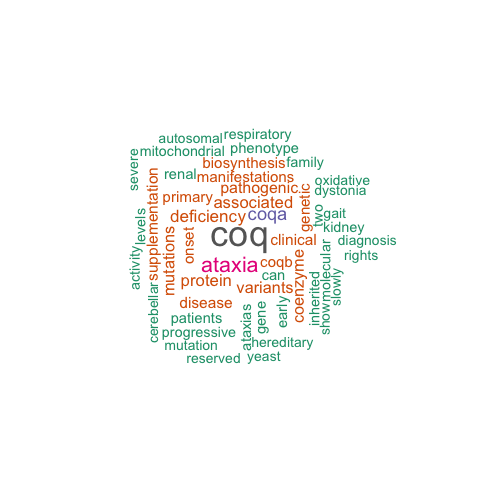 autosomal respiratory
mitochondrial phenotype
severe
biosynthesis family
renal manifestations
pathogenic
oxidative
dystonia
supplementation
primary associated
genetic
levels
deficiency coqa
two
gait
mutations
onset
coq
kidney
clinical
diagnosis
activity
ataxia
coqb
coenzyme
molecular
rights
can
protein variants
slowly
cerebellar
disease
early
inherited
show
patients
gene
ataxias
progressive
hereditary
mutation
reserved yeast